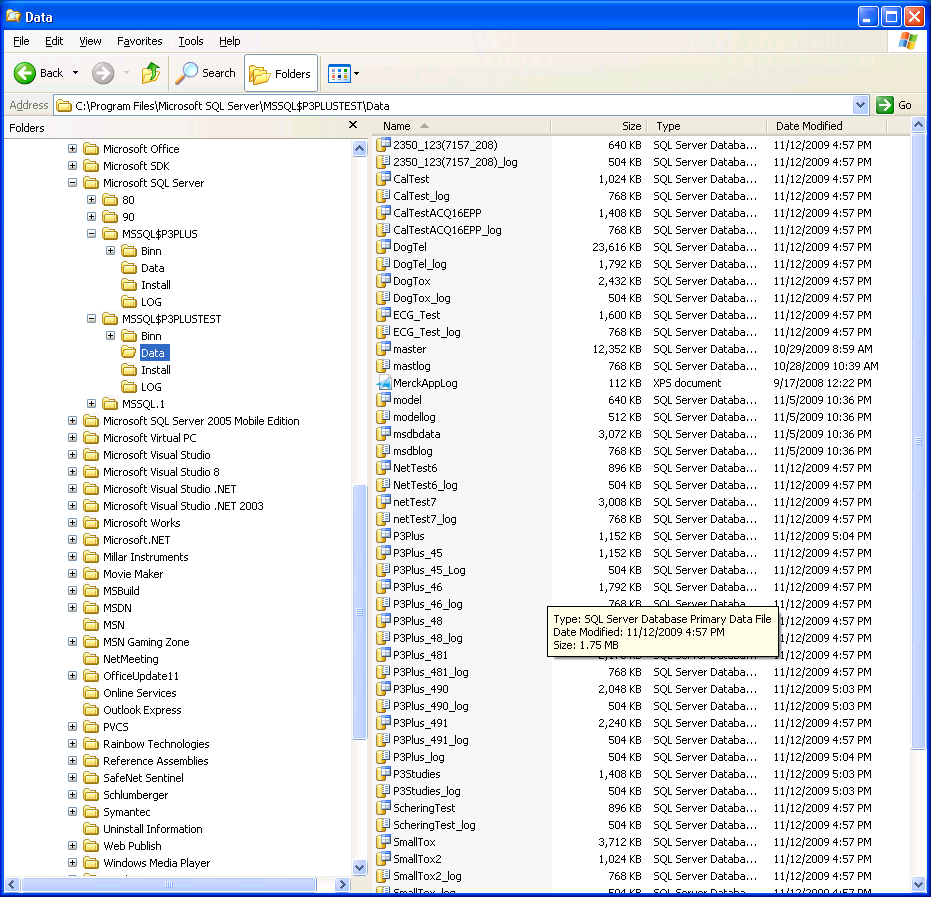 Data
File Edit View Favorites Tools Help
Back Search Folders
Address C:\Program Files\Microsoft SQL Server\MSSQL$P3PLUSTEST\Data Go
Folders
Microsoft Office
Microsoft SDK
Microsoft SQL Server
80
90
MSSQL$P3PLUS
Binn
Data
Install
LOG
MSSQL$P3PLUSTEST
Binn
Data
Install
LOG
MSSQL.1
Microsoft SQL Server 2005 Mobile Edition
Microsoft Virtual PC
Microsoft Visual Studio
Microsoft Visual Studio 8
Microsoft Visual Studio .NET
Microsoft Visual Studio .NET 2003
Microsoft Works
Microsoft.NET
Millar Instruments
Movie Maker
MSBuild
MSDN
MSN
MSN Gaming Zone
NetMeeting
OfficeUpdate11
Online Services
Outlook Express
PVCS
Rainbow Technologies
Reference Assemblies
SafeNet Sentinel
Schlumberger
Symantec
Uninstall Information
Web Publish
Windows Media Player
Name Size Type Date Modified
2350_123(7157_208) 640 KB SQL Server Databa... 11/12/2009 4:57 PM
2350_123(7157_208)_log 504 KB SQL Server Databa... 11/12/2009 4:57 PM
CalTest 1,024 KB SQL Server Databa... 11/12/2009 4:57 PM
CalTest_log 768 KB SQL Server Databa... 11/12/2009 4:57 PM
CalTestACQ16EPP 1,408 KB SQL Server Databa... 11/12/2009 4:57 PM
CalTestACQ16EPP_log 768 KB SQL Server Databa... 11/12/2009 4:57 PM
DogTel 23,616 KB SQL Server Databa... 11/12/2009 4:57 PM
DogTel_log 1,792 KB SQL Server Databa... 11/12/2009 4:57 PM
DogTox 2,432 KB SQL Server Databa... 11/12/2009 4:57 PM
DogTox_log 504 KB SQL Server Databa... 11/12/2009 4:57 PM
ECG_Test 1,600 KB SQL Server Databa... 11/12/2009 4:57 PM
ECG_Test_log 768 KB SQL Server Databa... 11/12/2009 4:57 PM
master 12,352 KB SQL Server Databa... 10/29/2009 8:59 AM
mastlog 768 KB SQL Server Databa... 10/28/2009 10:39 AM
MerckAppLog 112 KB XPS document 9/17/2008 12:22 PM
model 640 KB SQL Server Databa... 11/5/2009 10:36 PM
modellog 512 KB SQL Server Databa... 11/5/2009 10:36 PM
msdbdata 3,072 KB SQL Server Databa... 11/5/2009 10:36 PM
msdblog 768 KB SQL Server Databa... 11/5/2009 10:36 PM
NetTest6 896 KB SQL Server Databa... 11/12/2009 4:57 PM
NetTest6_log 504 KB SQL Server Databa... 11/12/2009 4:57 PM
netTest7 3,008 KB SQL Server Databa... 11/12/2009 4:57 PM
netTest7_log 768 KB SQL Server Databa... 11/12/2009 4:57 PM
P3Plus 1,152 KB SQL Server Databa... 11/12/2009 5:04 PM
P3Plus_45 1,152 KB SQL Server Databa... 11/12/2009 4:57 PM
P3Plus_45_Log 504 KB SQL Server Databa... 11/12/2009 4:57 PM
P3Plus_46 1,792 KB SQL Server Databa... 11/12/2009 4:57 PM
P3Plus_46_log 768 KB SQL Server Databa... 11/12/2009 4:57 PM
P3Plus_48 11/12/2009 4:57 PM
P3Plus_48_log 11/12/2009 4:57 PM
P3Plus_481 11/12/2009 4:57 PM
Type: SQL Server Database Primary Data File
Date Modified: 11/12/2009 4:57 PM
Size: 1.75 MB
P3Plus_481_log 768 KB SQL Server Databa... 11/12/2009 4:57 PM
P3Plus_490 2,048 KB SQL Server Databa... 11/12/2009 5:03 PM
P3Plus_490_log 768 KB SQL Server Databa... 11/12/2009 5:03 PM
P3Plus_491 2,240 KB SQL Server Databa... 11/12/2009 4:57 PM
P3Plus_491_log 504 KB SQL Server Databa... 11/12/2009 4:57 PM
P3Plus_log 504 KB SQL Server Databa... 11/12/2009 5:04 PM
P3Studies 1,408 KB SQL Server Databa... 11/12/2009 5:03 PM
P3Studies_log 504 KB SQL Server Databa... 11/12/2009 5:03 PM
ScheringTest 896 KB SQL Server Databa... 11/12/2009 4:57 PM
ScheringTest_log 504 KB SQL Server Databa... 11/12/2009 4:57 PM
SmallTox 3,712 KB SQL Server Databa... 11/12/2009 4:57 PM
SmallTox2 1,024 KB SQL Server Databa... 11/12/2009 4:57 PM
SmallTox2_log 768 KB SQL Server Databa... 11/12/2009 4:57 PM
SmallTox_log 504 KB SQL Server Databa... 11/12/2009 4:57 PM